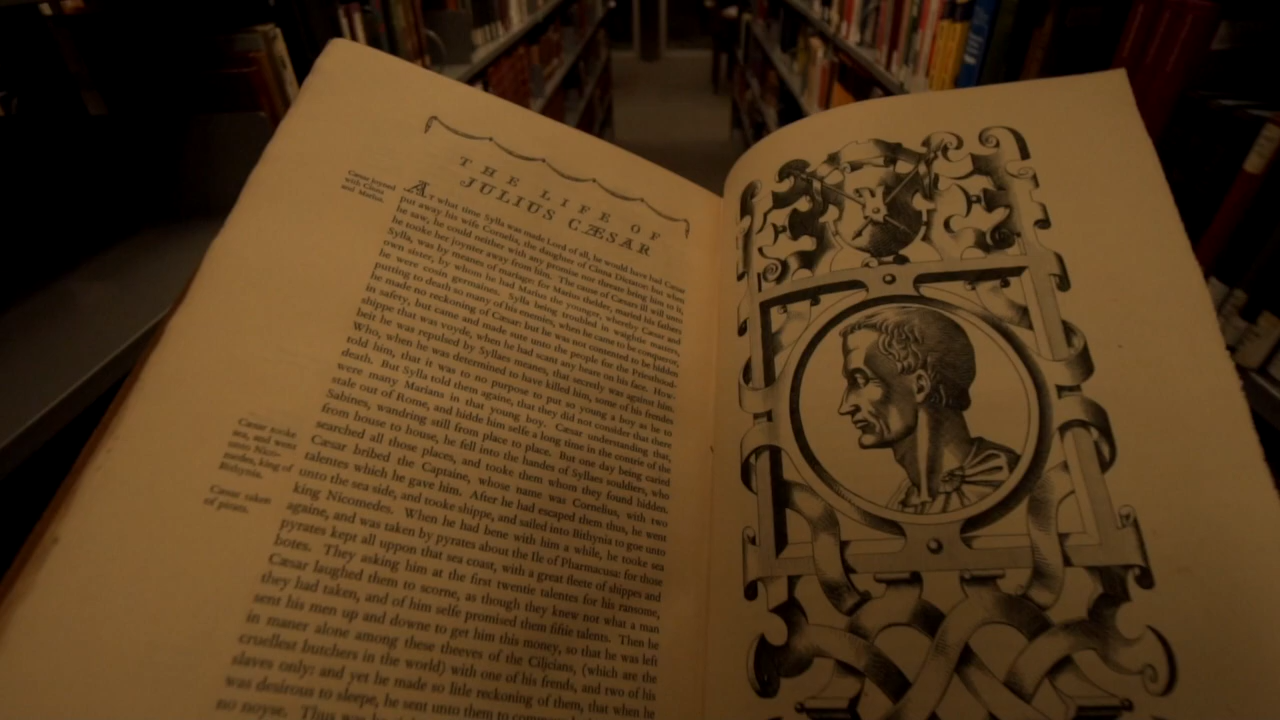 THE LIFE OF
JULIUS CÆSAR
Cæsar joyned
with Cinna
and Marius.
AT what time Sylla was made Lord of all, he would have had Cæsar
put away his wife Cornelia, the daughter of Cinna Dictator: but when
he saw, he could neither with any promise nor threate bring him to it,
he tooke her joynter away from him. The cause of Cæsars ill will unto
Sylla, was by meanes of mariage: for Marius thelder, maried his fathers
own sister, by whom he had Marius the younger, whereby Cæsar and
he were cosin germaines. Sylla being troubled in weightie matters,
putting to death so many of his enemies, when he came to be conqueror,
he made no reckoning of Cæsar: but he was not contented to be hidden
in safety, but came and made sute unto the people for the Priesthood-
shippe that was voyde, when he had scant any heare on his face. How-
beit he was repulsed by Syllaes meanes, that secretly was against him.
Who, when he was determined to have killed him, some of his frendes
told him, that it was to no purpose to put so young a boy as he to
death. But Sylla told them againe, that they did not consider that there
were many Marians in that young boy. Cæsar understanding that,
stale out of Rome, and hidde him selfe a long time in the contrie of the
Sabines, wandring still from place to place. But one day being caried
from house to house, he fell into the handes of Syllaes souldiers, who
searched all those places, and tooke them whom they found hidden.
Cæsar bribed the Captaine, whose name was Cornelius, with two
talentes which he gave him. After he had escaped them thus, he went
unto the sea side, and tooke shippe, and sailed into Bithynia to goe unto
Cæsar tooke
sea, and went
unto Nico-
medes, king of
Bithynia.
king Nicomedes. When he had bene with him a while, he tooke sea
againe, and was taken by pyrates about the Ile of Pharmacusa: for those
Cæsar taken
of pirats.
pyrates kept all uppon that sea coast, with a great fleete of shippes and
botes. They asking him at the first twentie talentes for his ransome,
Cæsar laughed them to scorne, as though they knew not what a man
they had taken, and of him selfe promised them fiftie talents. Then he
sent his men up and downe to get him this money, so that he was left
in maner alone among these theeves of the Cilicians, (which are the
cruellest butchers in the world) with one of his frends, and two of his
slaves only: and yet he made so litle reckoning of them, that when he
was desirous to sleepe, he sent unto them to
no noyse. Thus was he